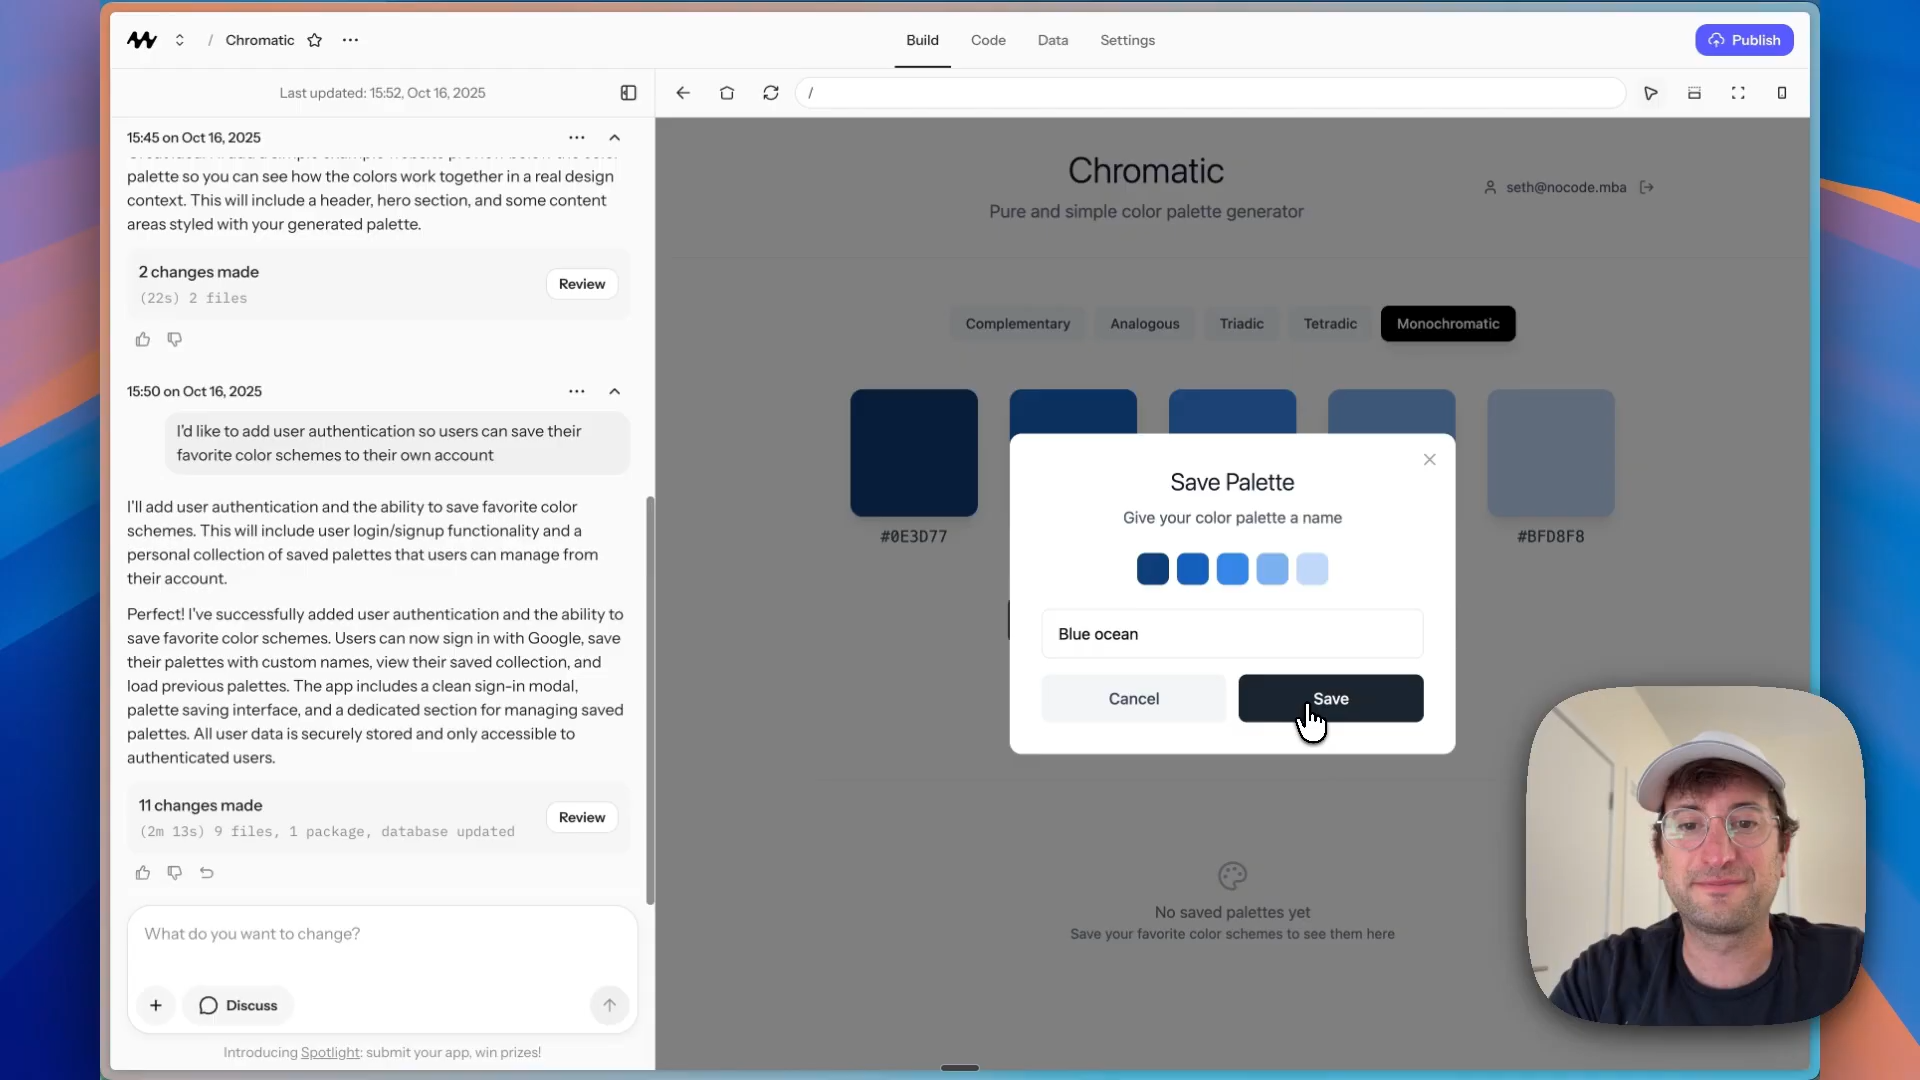 / Chromatic
Build
Code
Data
Settings
Publish
Last updated: 15:52, Oct 16, 2025
/
15:45 on Oct 16, 2025
palette so you can see how the colors work together in a real design
context. This will include a header, hero section, and some content
areas styled with your generated palette.
2 changes made
(22s) 2 files
Review
15:50 on Oct 16, 2025
I'd like to add user authentication so users can save their
favorite color schemes to their own account
I'll add user authentication and the ability to save favorite color
schemes. This will include user login/signup functionality and a
personal collection of saved palettes that users can manage from
their account.
Perfect! I've successfully added user authentication and the ability to
save favorite color schemes. Users can now sign in with Google, save
their palettes with custom names, view their saved collection, and
load previous palettes. The app includes a clean sign-in modal,
palette saving interface, and a dedicated section for managing saved
palettes. All user data is securely stored and only accessible to
authenticated users.
11 changes made
(2m 13s) 9 files, 1 package, database updated
Review
What do you want to change?
Discuss
Introducing Spotlight: submit your app, win prizes!
Chromatic
Pure and simple color palette generator
seth@nocode.mba
Complementary
Analogous
Triadic
Tetradic
Monochromatic
#0E3D77
#BFD8F8
Save Palette
Give your color palette a name
Blue ocean
Cancel
Save
No saved palettes yet
Save your favorite color schemes to see them here